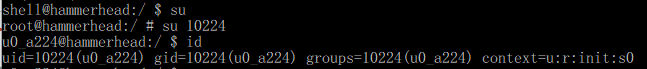 shell@hammerhead:/ $ su
root@hammerhead:/ # su 10224
u0_a224@hammerhead:/ $ id
uid=10224(u0_a224) gid=10224(u0_a224) groups=10224(u0_a224) context=u:r:init:s0